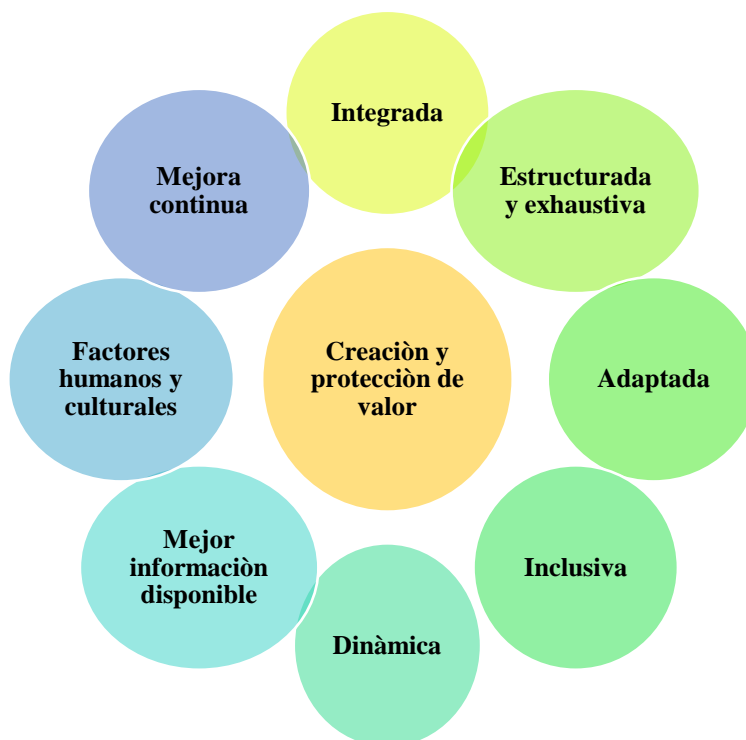 Integrada
Estructurada
y exhaustiva
Adaptada
Inclusiva
Dinàmica
Mejor
informaciòn
disponible
Factores
humanos y
culturales
Mejora
continua
Creaciòn y
protecciòn de
valor